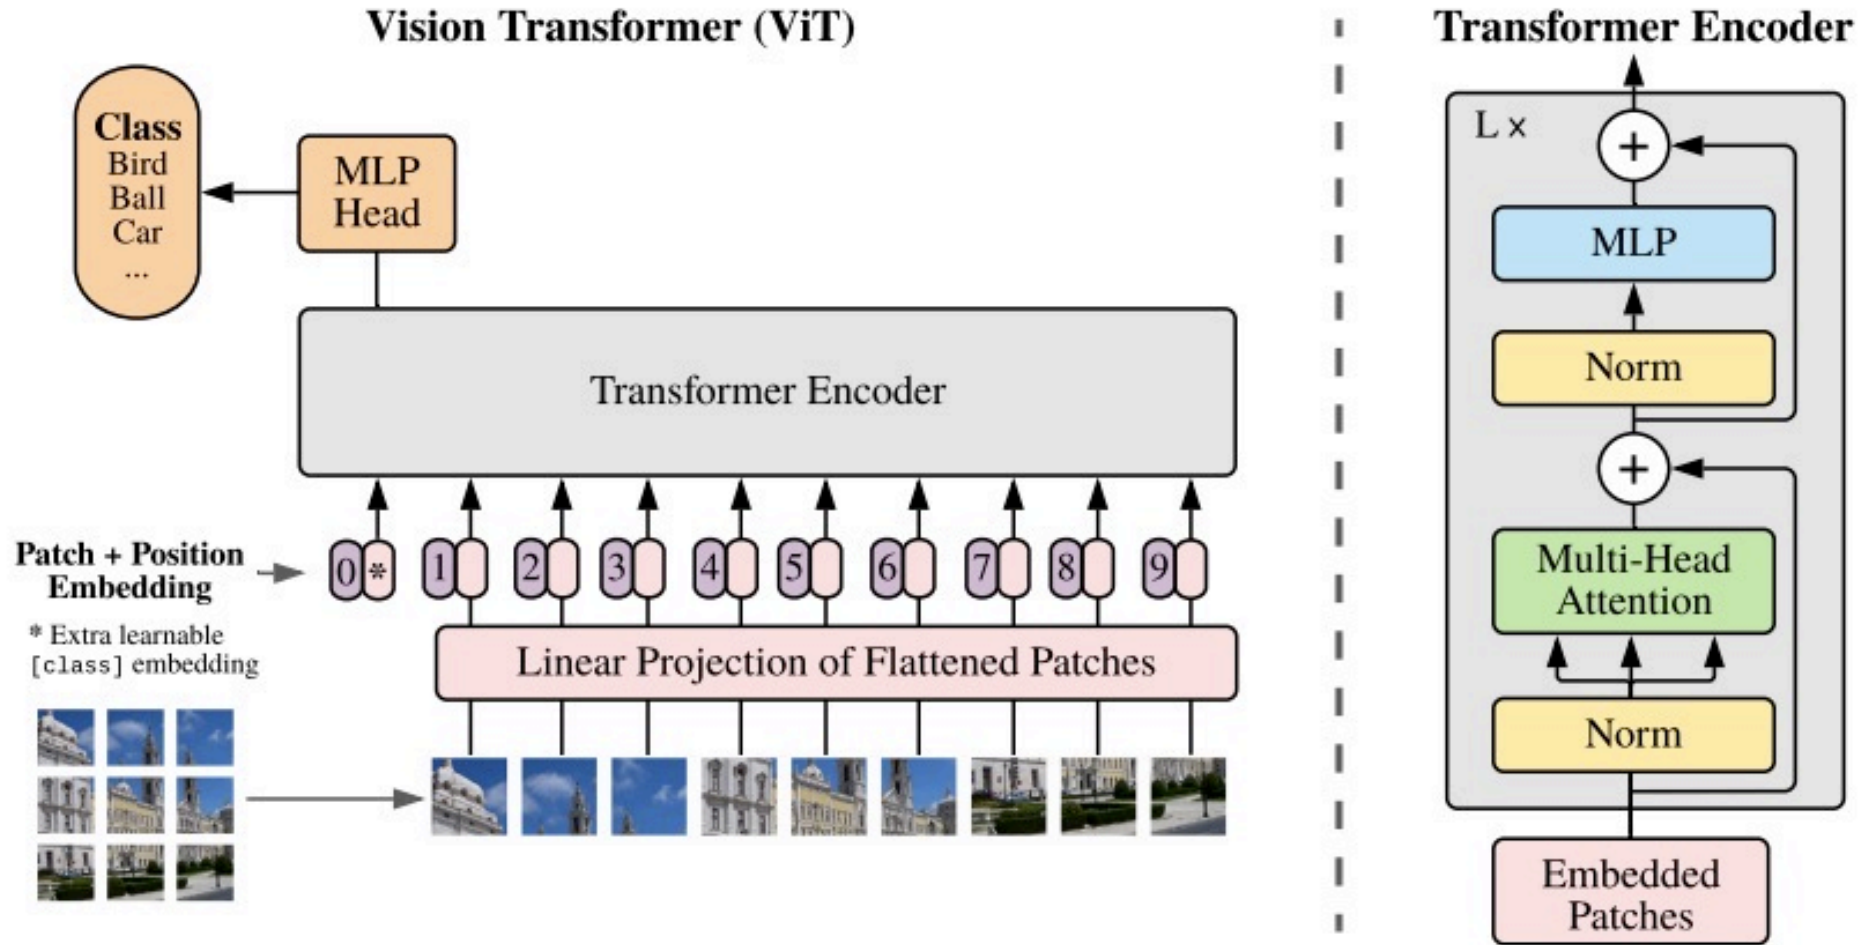 Vision Transformer (ViT)
Class
Bird
Ball
Car
...
MLP
Head
Transformer Encoder
Patch + Position
Embedding
* Extra learnable
[class] embedding
0 * 1 2 3 4 5 6 7 8 9
Linear Projection of Flattened Patches
Transformer Encoder
L x
+
MLP
Norm
+
Multi-Head
Attention
Norm
Embedded
Patches